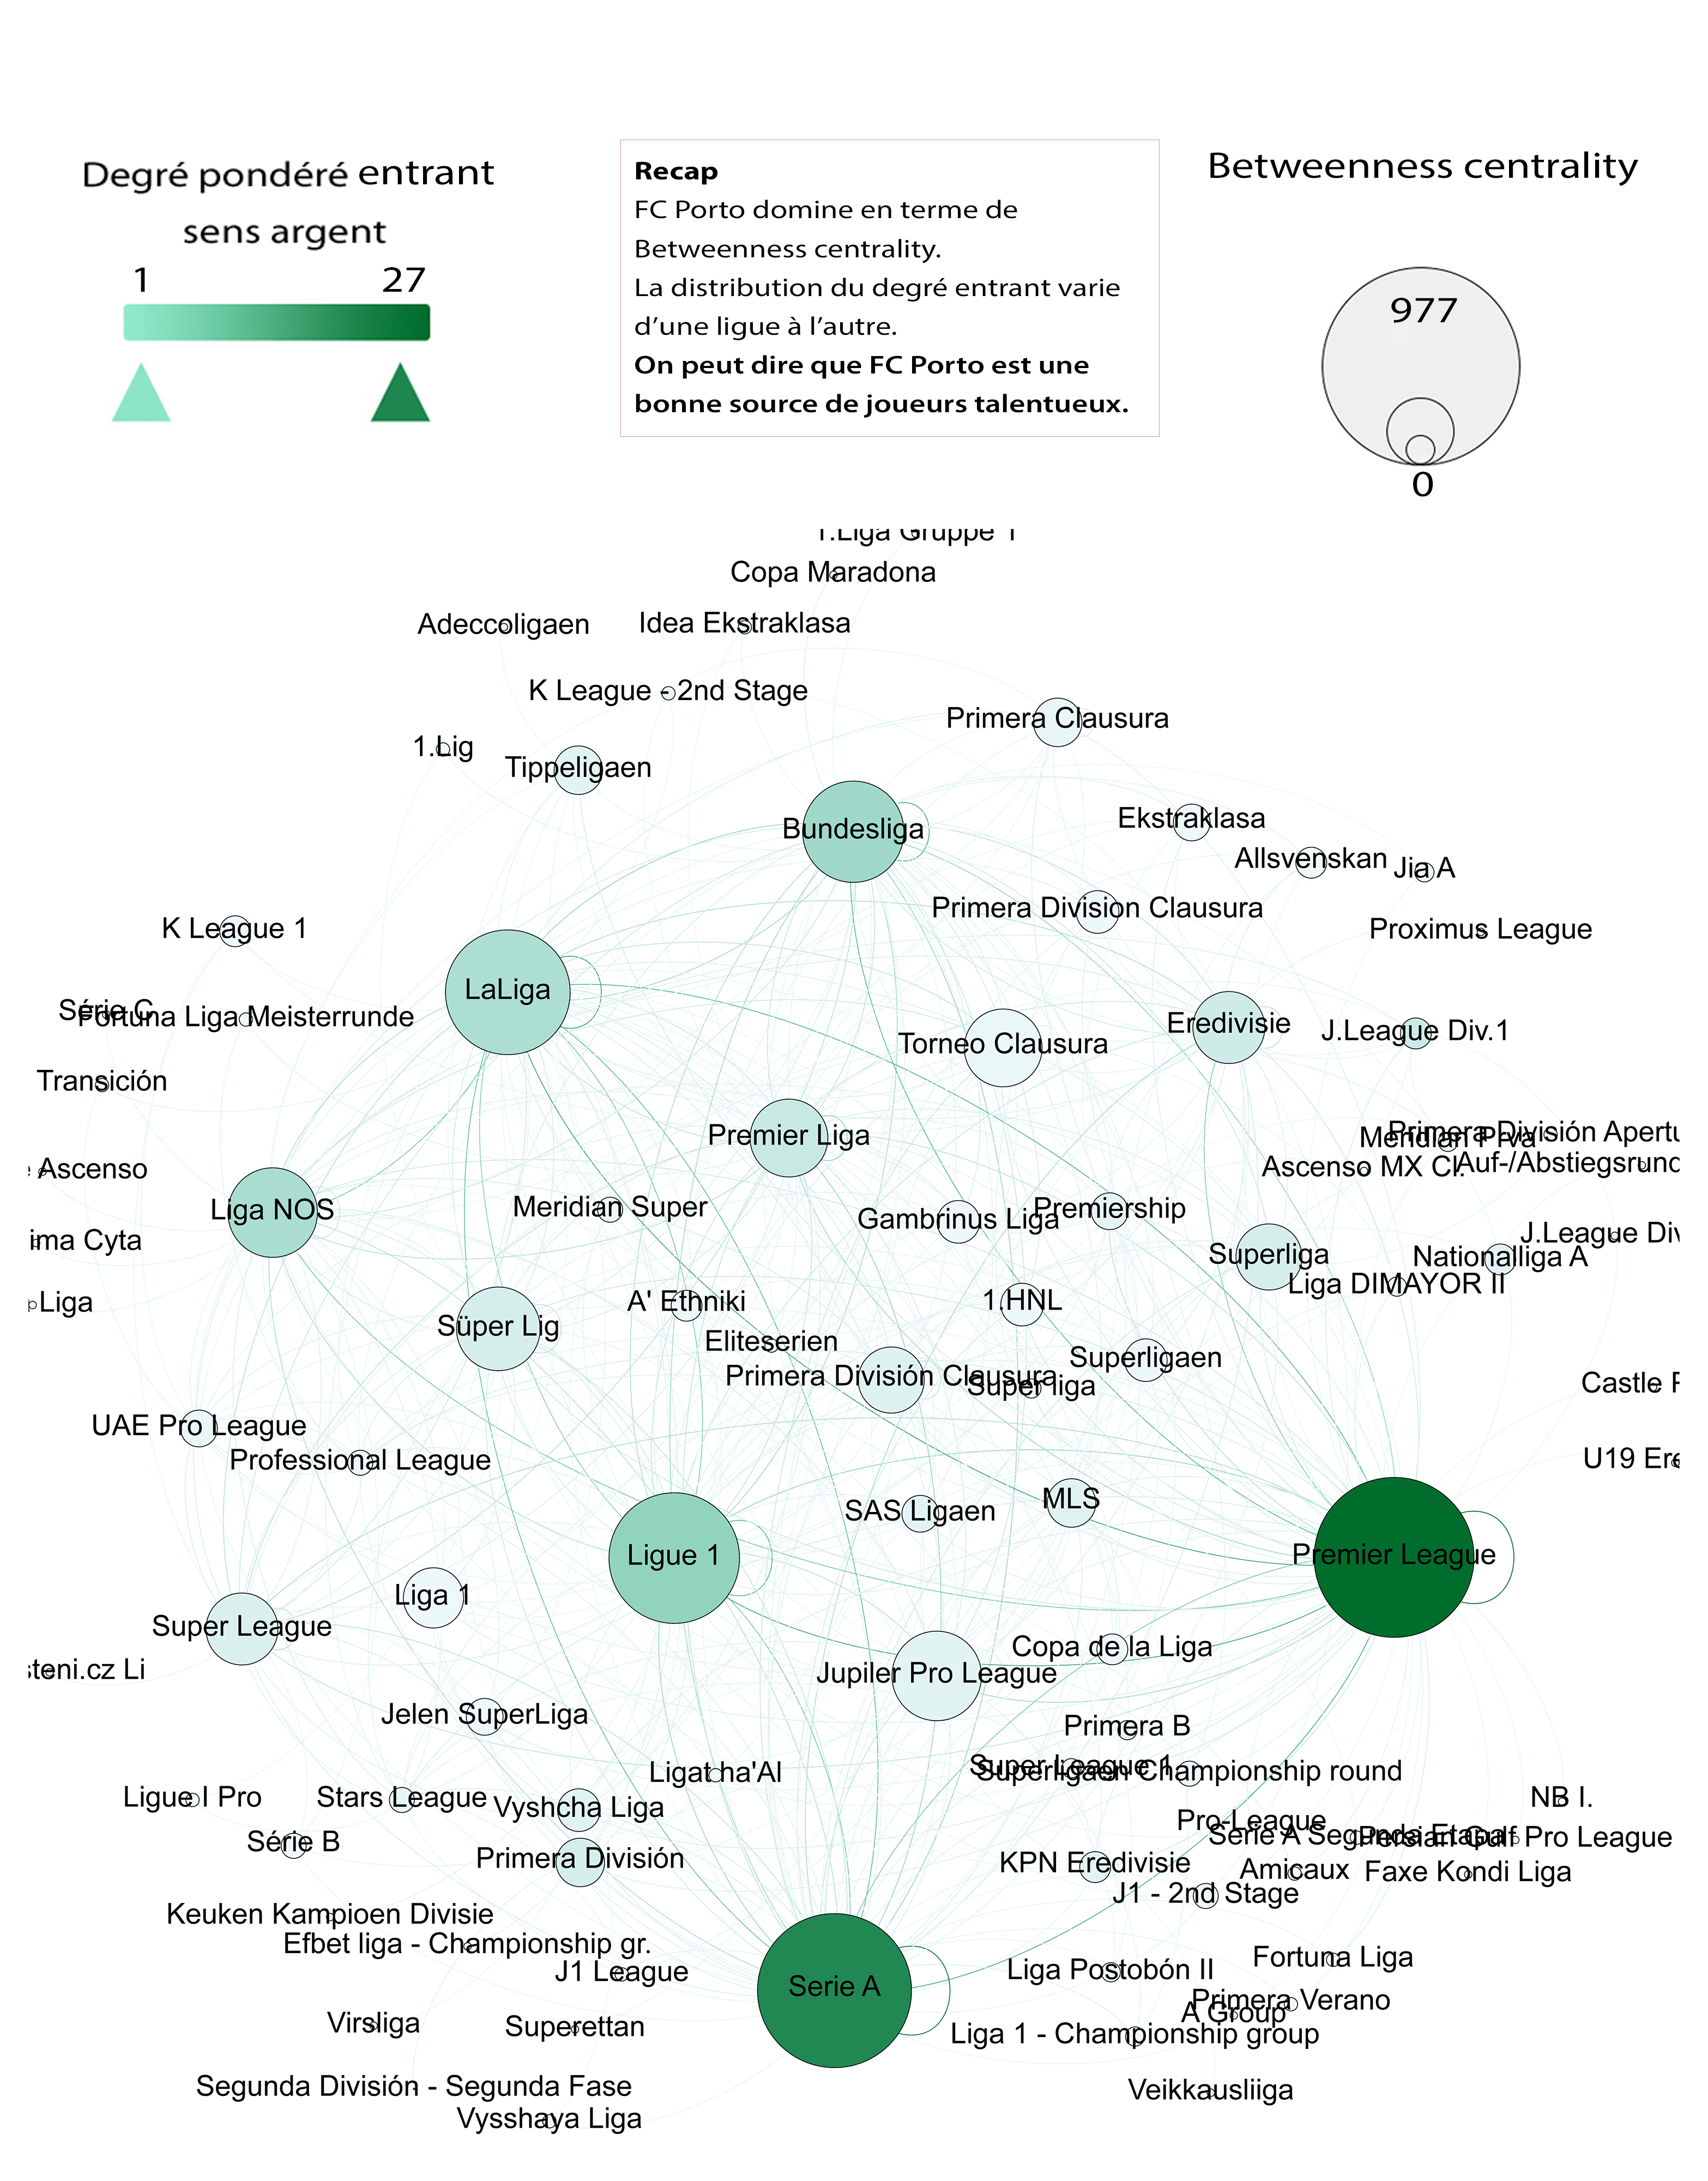 Degré pondéré entrant
sens argent
1 27
Recap
FC Porto domine en terme de
Betweenness centrality.
La distribution du degré entrant varie
d’une ligue à l’autre.
On peut dire que FC Porto est une
bonne source de joueurs talentueux.
Betweenness centrality
977
0
1.Liga Gruppe 1
Copa Maradona
Adeccoligaen
Idea Ekstraklasa
K League - 2nd Stage
Primera Clausura
1.Lig
Tippeligaen
Bundesliga
Ekstraklasa
Allsvenskan
Jia A
Primera Division Clausura
K League 1
Proximus League
LaLiga
Série C
Fortuna Liga Meisterrunde
Eredivisie
J.League Div.1
Torneo Clausura
Transición
Premier Liga
Primera División Apertu
Meridian Prva
Ascenso MX Cl.
Auf-/Abstiegsrund
Ascenso
Liga NOS
Meridian Super
Gambrinus Liga
Premiership
ima Cyta
Superliga
J.League Div
Nationalliga A
Liga DIMAYOR II
Liga
A' Ethniki
1.HNL
Süper Lig
Eliteserien
Superligaen
Primera División Clausura
Super liga
Castle
UAE Pro League
Professional League
U19 Ere
SAS Ligaen
MLS
Ligue 1
Premier League
Liga 1
Super League
Copa de la Liga
steni.cz Li
Jupiler Pro League
Jelen SuperLiga
Primera B
Super League 1
Superligaen Championship round
Ligat ha'Al
Ligue I Pro
Stars League
Vyshcha Liga
NB I.
Pro-League
Serie A Segunda Etapa
Persian Gulf Pro League
Série B
Primera División
KPN Eredivisie
Amicaux
Faxe Kondi Liga
J1 - 2nd Stage
Keuken Kampioen Divisie
Efbet liga - Championship gr.
J1 League
Serie A
Liga Postobón II
Fortuna Liga
Primera Verano
A Group
Virsliga
Superettan
Liga 1 - Championship group
Segunda División - Segunda Fase
Veikkausliiga
Vysshaya Liga